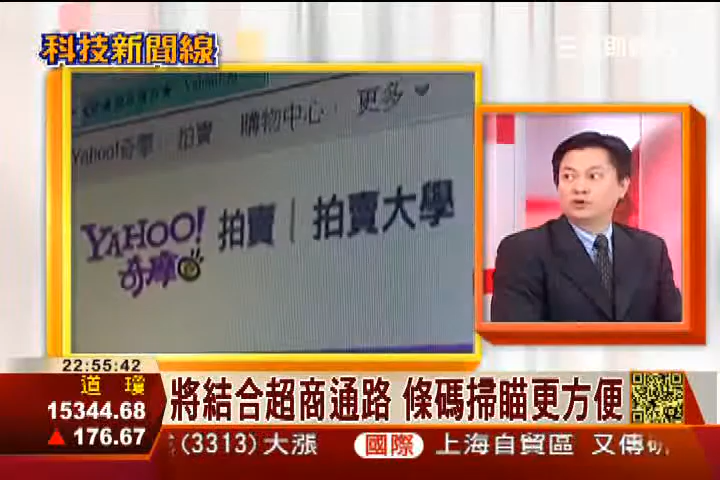 科技新聞線
更多
Yahoo!奇摩 拍賣 購物中心
YAHOO!
奇摩
拍賣 | 拍賣大學
22:55:42
道瓊
15344.68
▲ 176.67
將結合超商通路 條碼掃瞄更方便
(3313)大漲 國際 上海自貿區 又傳